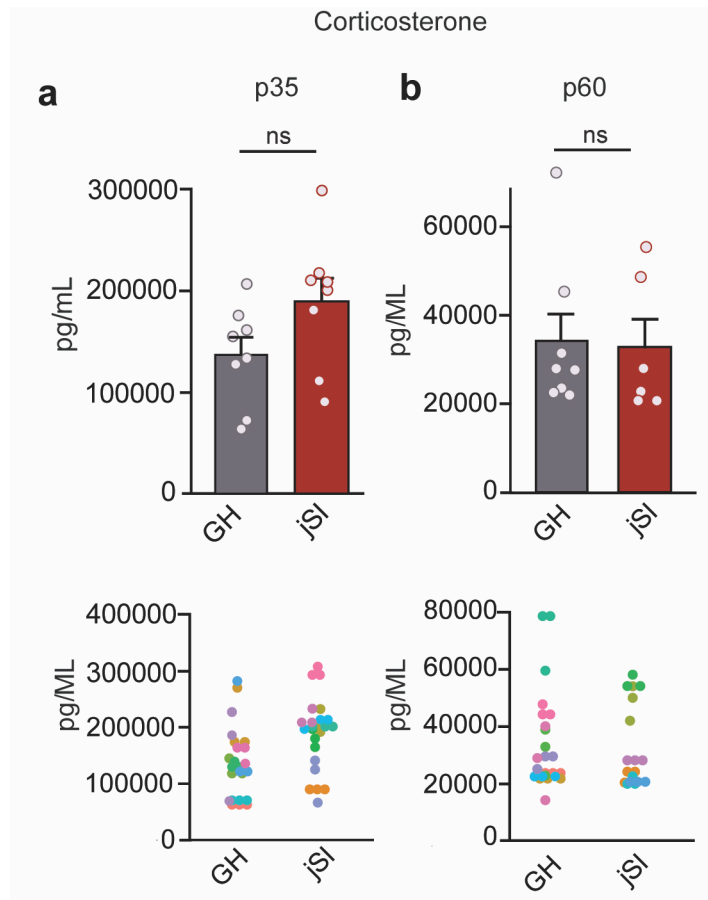 Corticosterone
a
p35
b
p60
ns
ns
300000
200000
100000
0
pg/mL
GH
jSI
60000
40000
20000
0
pg/ML
GH
jSI
400000
300000
200000
100000
0
pg/ML
GH
jSI
80000
60000
40000
20000
0
pg/ML
GH
jSI